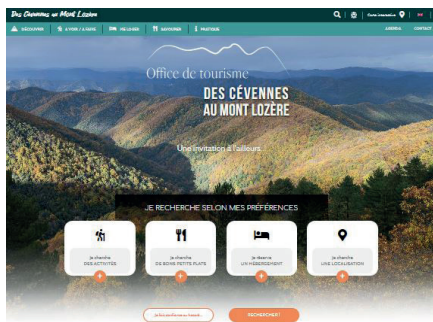 Des Cévennes au Mont Lozère
DÉCOUVRIR
A VOIR / A FAIRE
SE LOGER
SAVOURER
PRATIQUE
AGENDA
CONTACT
Office de tourisme
DES CÉVENNES
AU MONT LOZÈRE
Une invitation à l'ailleurs...
JE RECHERCHE SELON MES PRÉFÉRENCES
Je cherche
DES ACTIVITÉS
Je cherche
DE BONS PETITS PLATS
Je réserve
UN HÉBERGEMENT
Je cherche
UNE LOCALISATION
RECHERCHER !